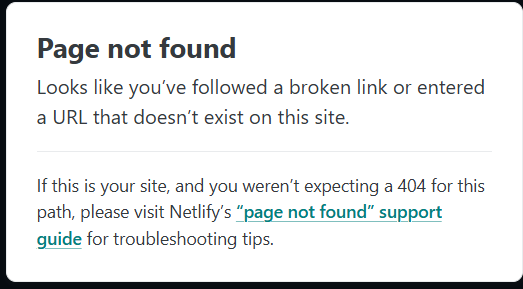 Page not found
Looks like you’ve followed a broken link or entered
a URL that doesn’t exist on this site.
If this is your site, and you weren’t expecting a 404 for this
path, please visit Netlify’s “page not found” support
guide for troubleshooting tips.